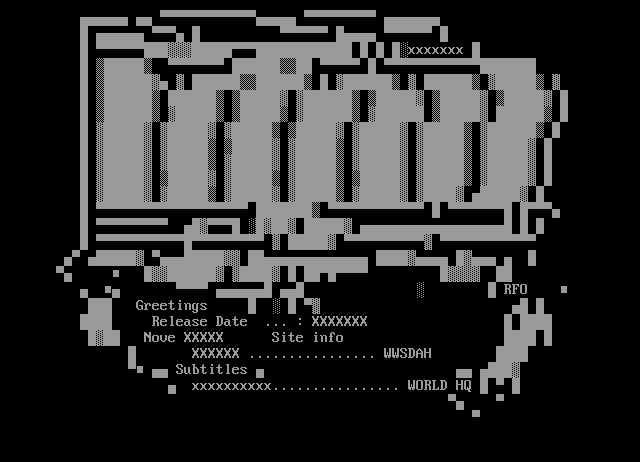 xxxxxxx
RFO
Greetings
Release Date ... : XXXXXXX
Nove XXXXX Site info
XXXXXX ................ WWSDAH
Subtitles
xxxxxxxxxx................ WORLD HQ